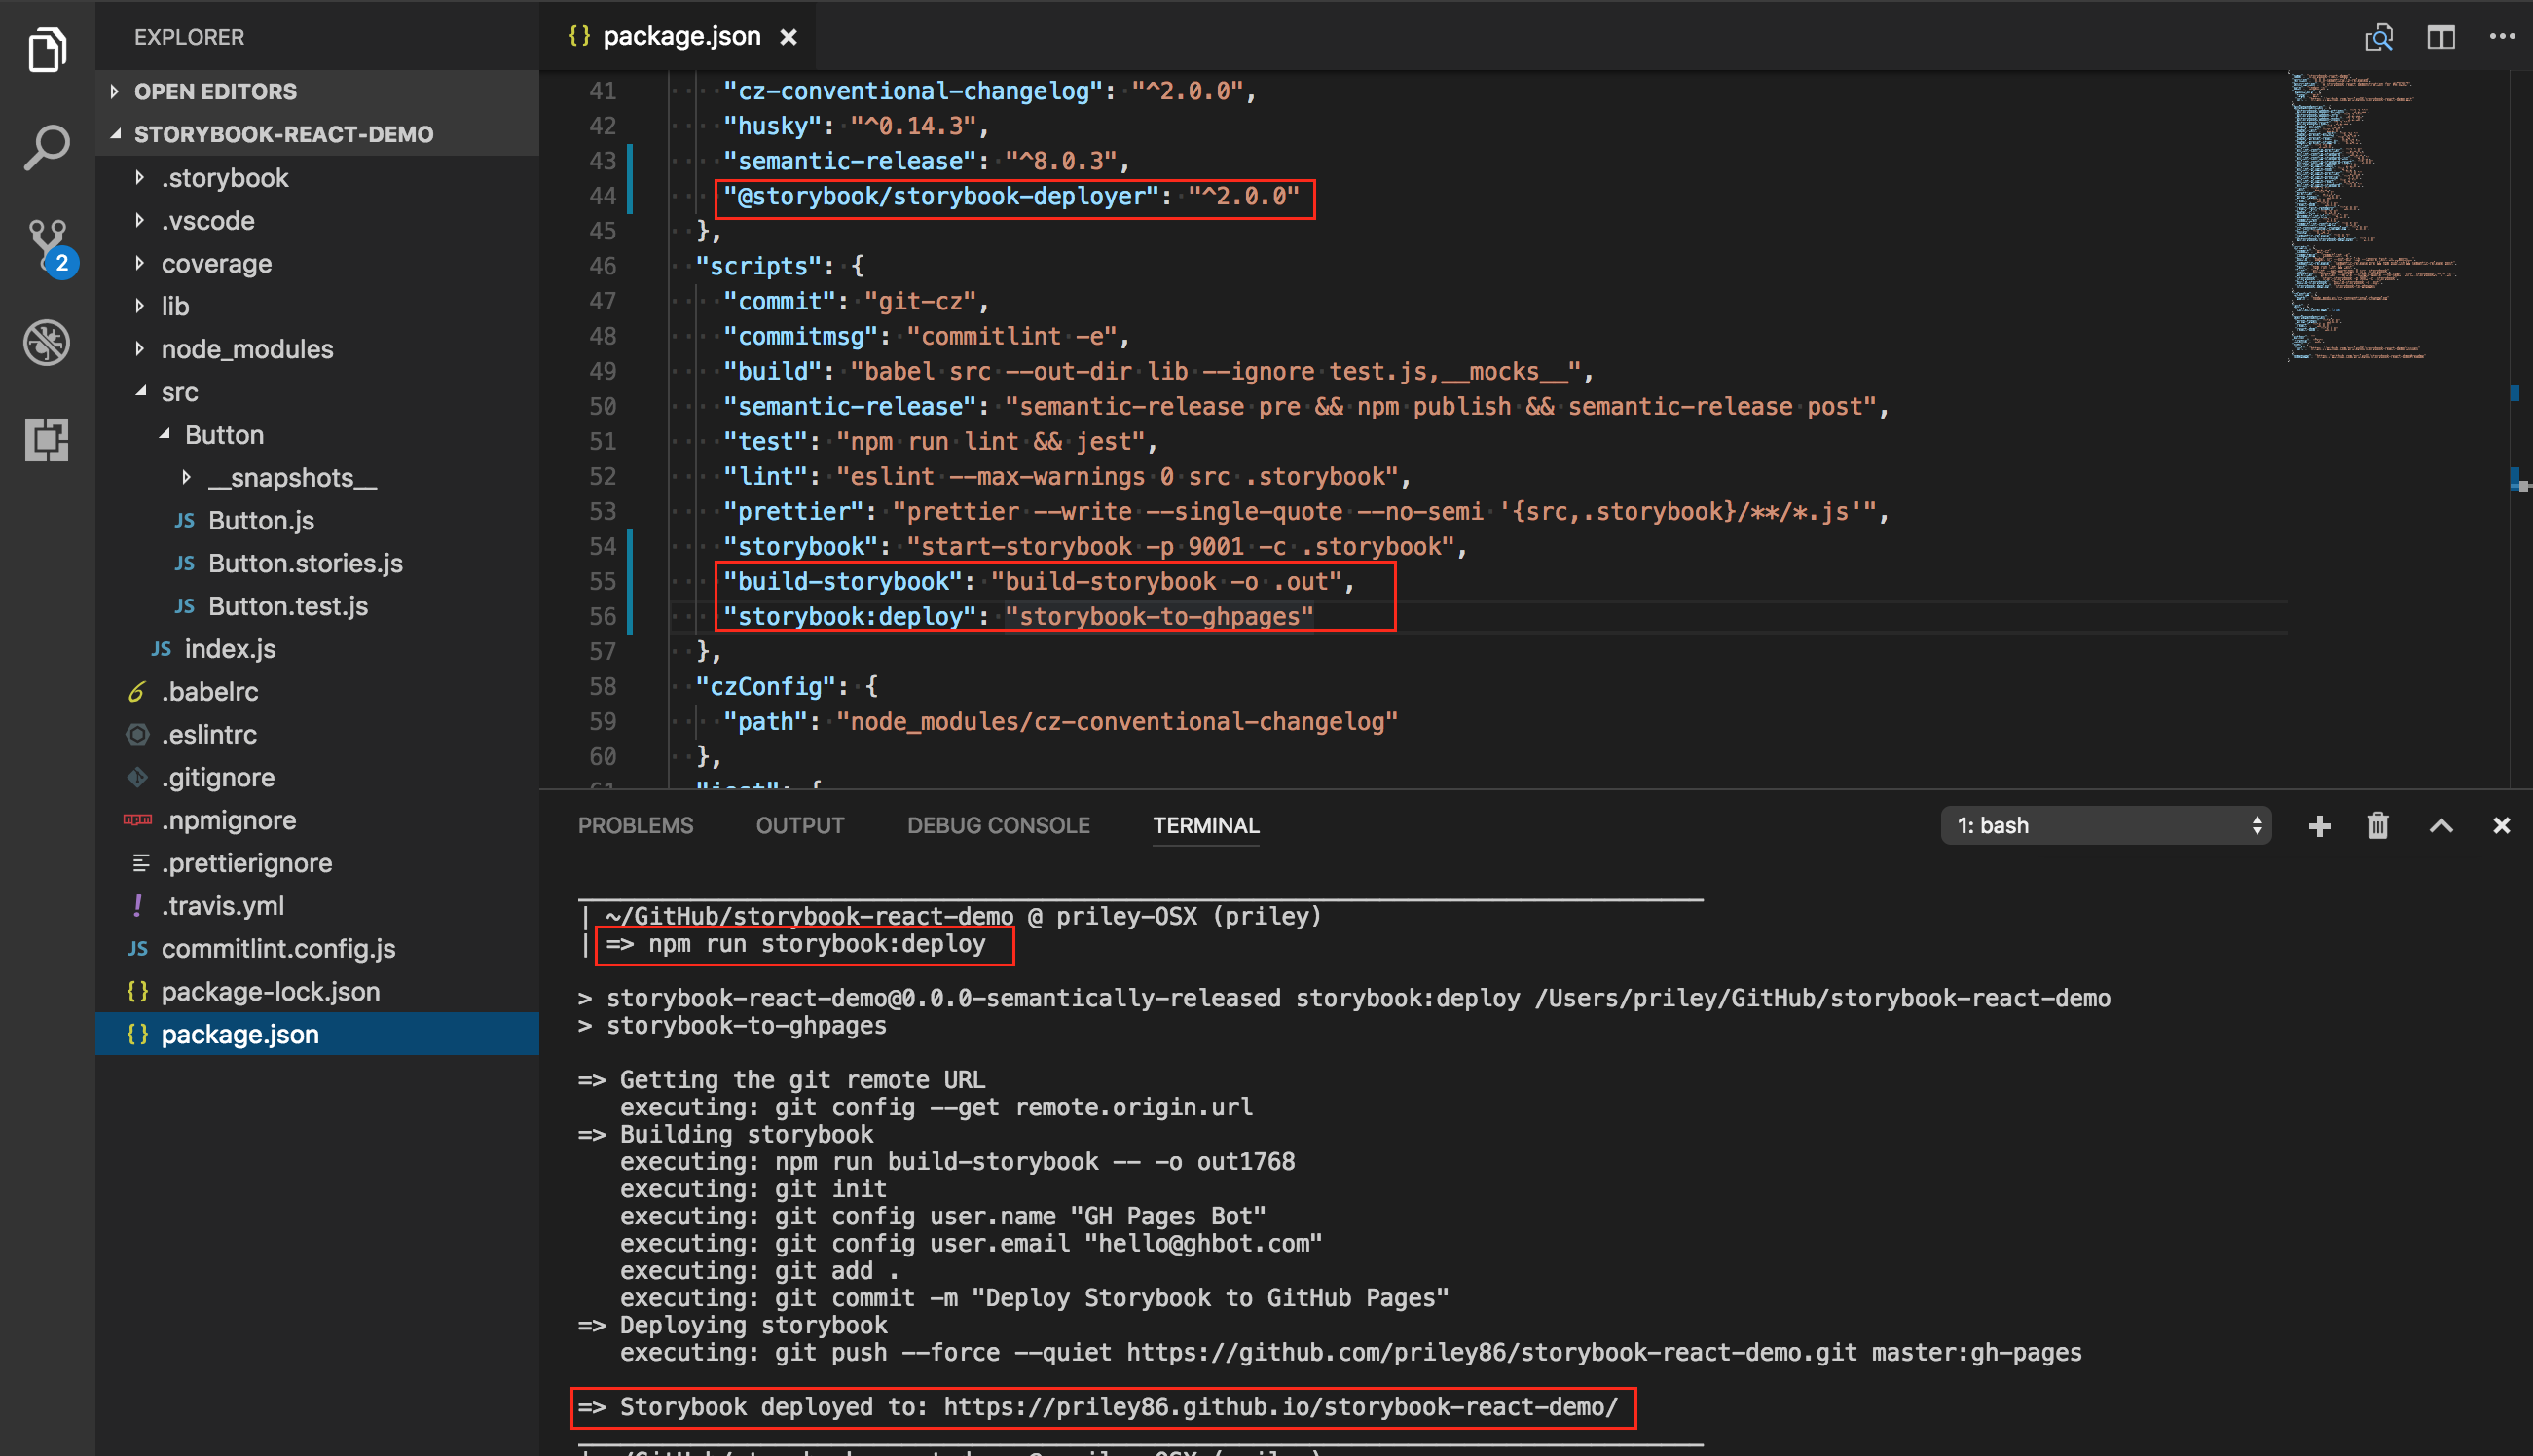 EXPLORER
OPEN EDITORS
STORYBOOK-REACT-DEMO
.storybook
.vscode
coverage
lib
node_modules
src
Button
__snapshots__
JS Button.js
JS Button.stories.js
JS Button.test.js
JS index.js
.babelrc
.eslintrc
.gitignore
.npmignore
.prettierignore
! .travis.yml
JS commitlint.config.js
{} package-lock.json
{} package.json
2
{} package.json
41 "cz-conventional-changelog": "^2.0.0",
42 "husky": "^0.14.3",
43 "semantic-release": "^8.0.3",
44 "@storybook/storybook-deployer": "^2.0.0"
45 },
46 "scripts": {
47 "commit": "git-cz",
48 "commitmsg": "commitlint -e",
49 "build": "babel src --out-dir lib --ignore test.js,__mocks__",
50 "semantic-release": "semantic-release pre && npm publish && semantic-release post",
51 "test": "npm run lint && jest",
52 "lint": "eslint --max-warnings 0 src .storybook",
53 "prettier": "prettier --write --single-quote --no-semi '{src,.storybook}/**/*.js'",
54 "storybook": "start-storybook -p 9001 -c .storybook",
55 "build-storybook": "build-storybook -o .out",
56 "storybook:deploy": "storybook-to-ghpages"
57 },
58 "czConfig": {
59 "path": "node_modules/cz-conventional-changelog"
60 },
61 "jest": {
PROBLEMS OUTPUT DEBUG CONSOLE TERMINAL
1: bash
| ~/GitHub/storybook-react-demo @ priley-OSX (priley)
| => npm run storybook:deploy
> storybook-react-demo@0.0.0-semantically-released storybook:deploy /Users/priley/GitHub/storybook-react-demo
> storybook-to-ghpages
=> Getting the git remote URL
executing: git config --get remote.origin.url
=> Building storybook
executing: npm run build-storybook -- -o out1768
executing: git init
executing: git config user.name "GH Pages Bot"
executing: git config user.email "hello@ghbot.com"
executing: git add .
executing: git commit -m "Deploy Storybook to GitHub Pages"
=> Deploying storybook
executing: git push --force --quiet https://github.com/priley86/storybook-react-demo.git master:gh-pages
=> Storybook deployed to: https://priley86.github.io/storybook-react-demo/